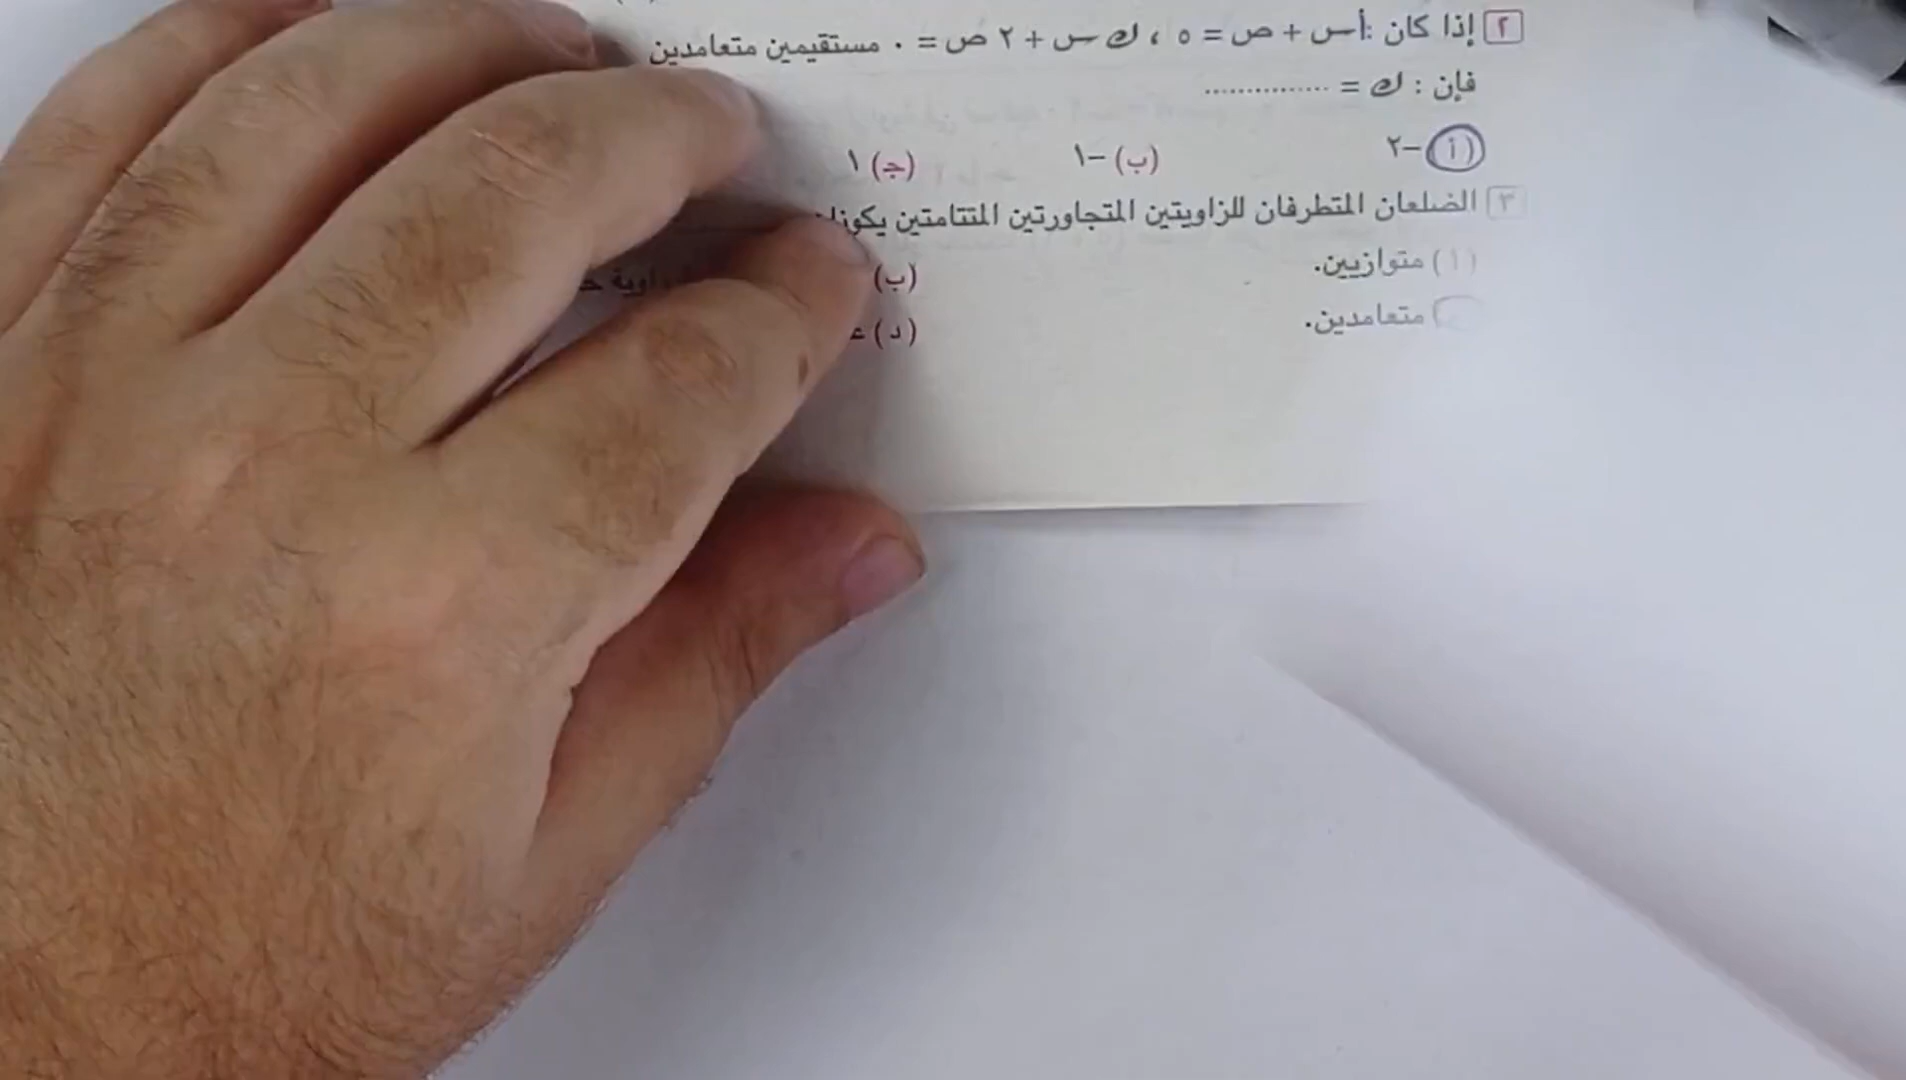 ٢ إذا كان :أس + ص = ٥ ، ك س + ٢ ص = ٠ مستقيمين متعامدين
فإن : ك = ...............
(أ) -٢ (ب) -١ (ج) ١
٣ الضلعان المتطرفان للزاويتين المتجاورتين المتتامتين يكونان
(أ) متوازيين. (ب)
متعامدين. (د)